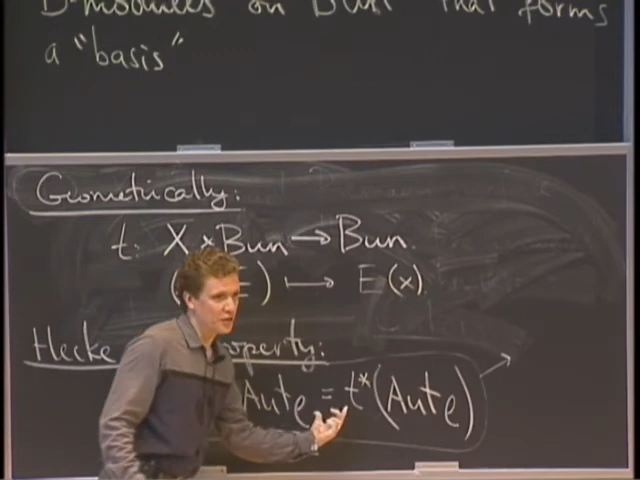 D-modules on Bun that forms
a "basis"
Geometrically:
t: X × Bun → Bun
E) ↦ E(x)
Hecke property:
Aut_e = t*(Aut_e)